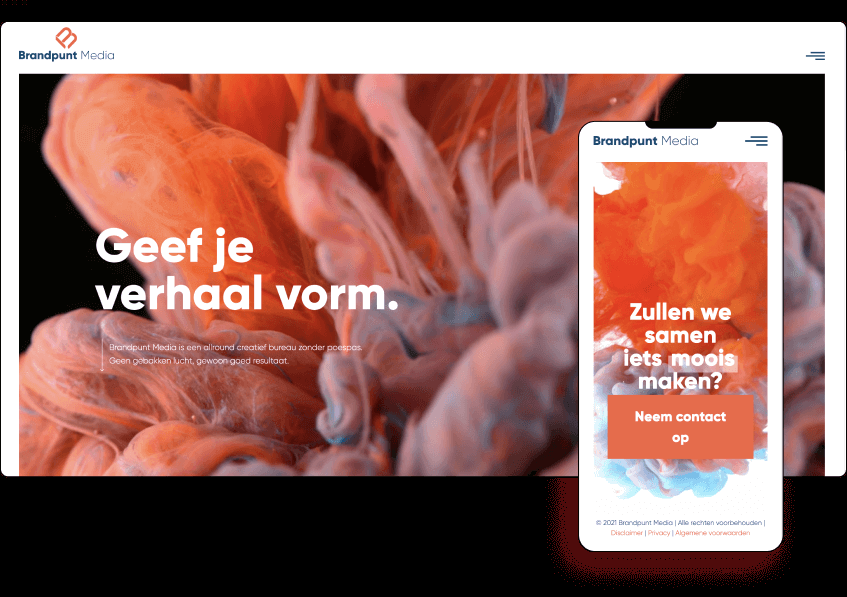 Brandpunt Media
Geef je
verhaal vorm.
Brandpunt Media is een allround creatief bureau zonder poespas.
Geen gebakken lucht, gewoon goed resultaat.
Brandpunt Media
Zullen we
samen
iets moois
maken?
Neem contact
op
© 2021 Brandpunt Media | Alle rechten voorbehouden |
Disclaimer | Privacy | Algemene voorwaarden